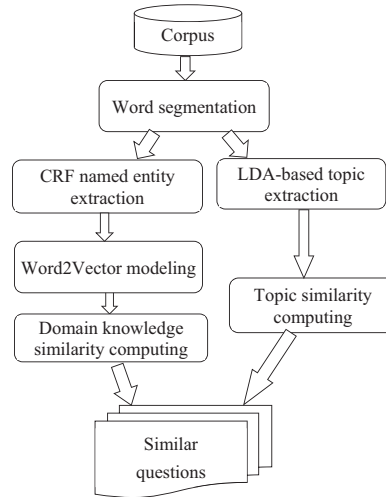 Corpus
Word segmentation
CRF named entity
extraction
LDA-based topic
extraction
Word2Vector modeling
Topic similarity
computing
Domain knowledge
similarity computing
Similar
questions